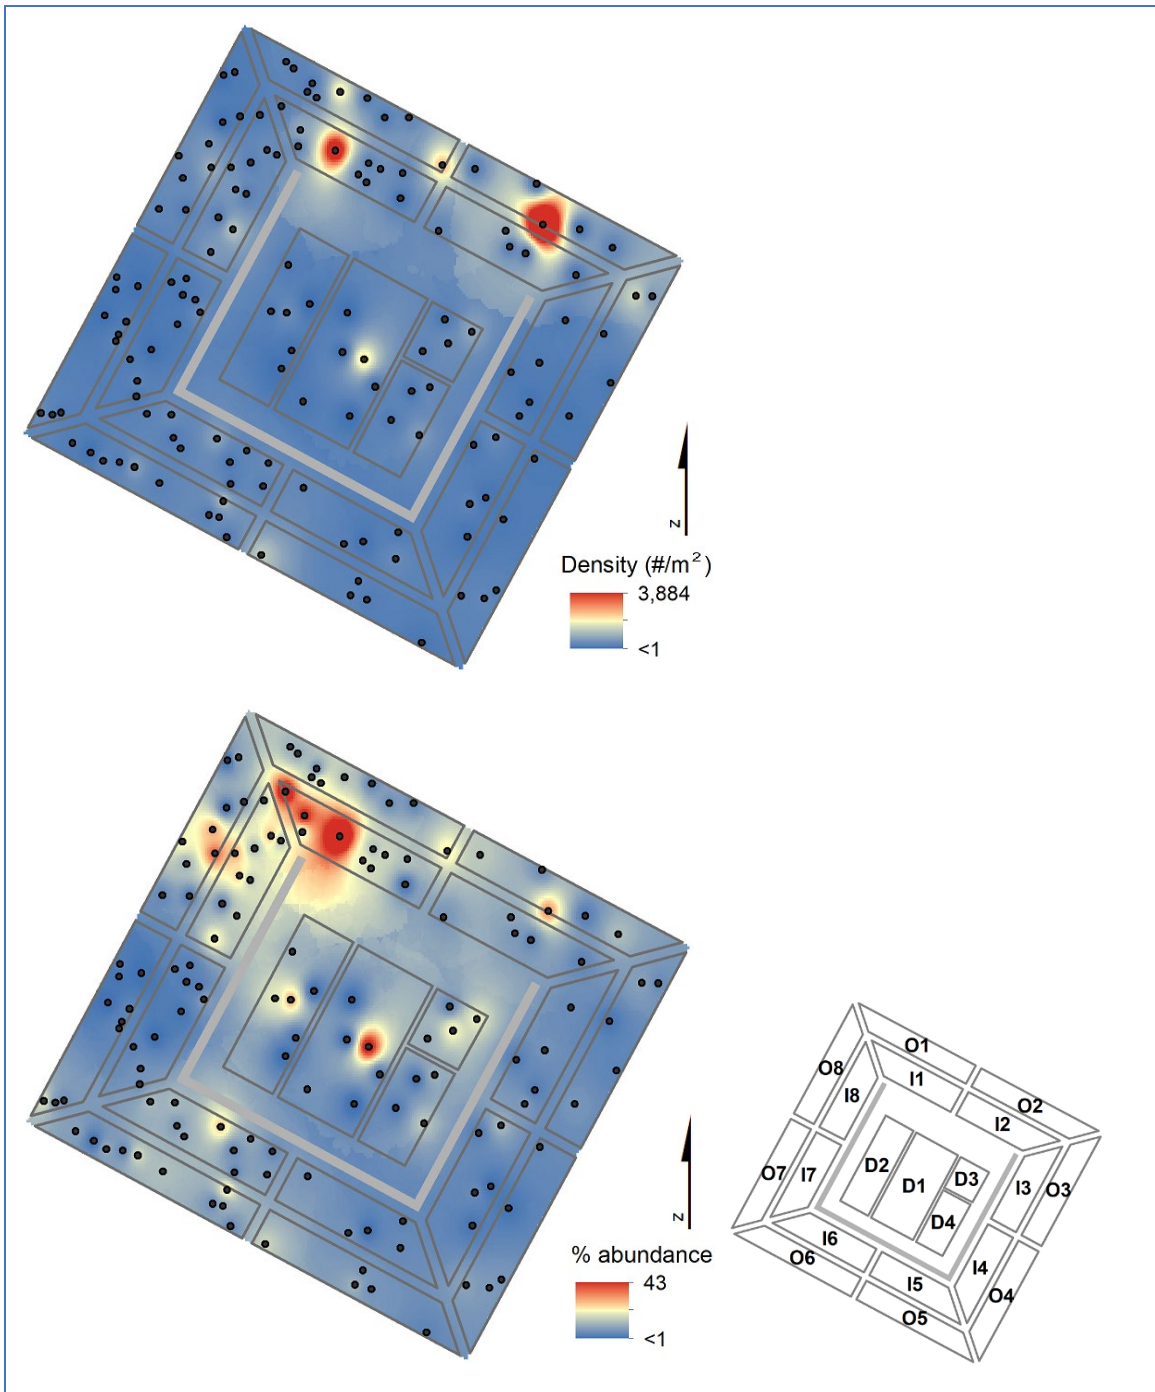 z
Density (#/m²)
3,884
<1
z
% abundance
43
<1
O1
O8
I1
O2
I8
I2
D2
D3
I3
O3
O7
I7
D1
D4
I6
I4
O6
I5
O4
O5